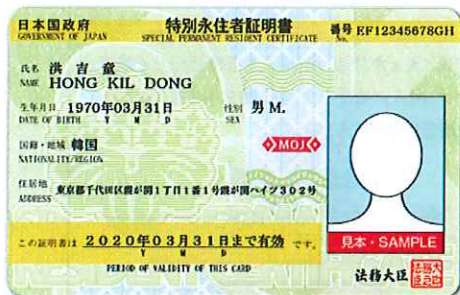 日本国政府 特別永住者証明書 番号 EF12345678GH
GOVERNMENT OF JAPAN SPECIAL PERMANENT RESIDENT CERTIFICATE No.
氏名 洪吉童
NAME HONG KIL DONG
生年月日 1970年03月31日 性別 男 M.
DATE OF BIRTH Y M D SEX
国籍・地域 韓国
NATIONALITY/REGION
MOJ
住居地 東京都千代田区霞が関1丁目1番1号霞が関ハイツ302号
ADDRESS
見本・SAMPLE
この証明書は 2020年03月31日まで有効 です。
Y M D
PERIOD OF VALIDITY OF THIS CARD
法務大臣